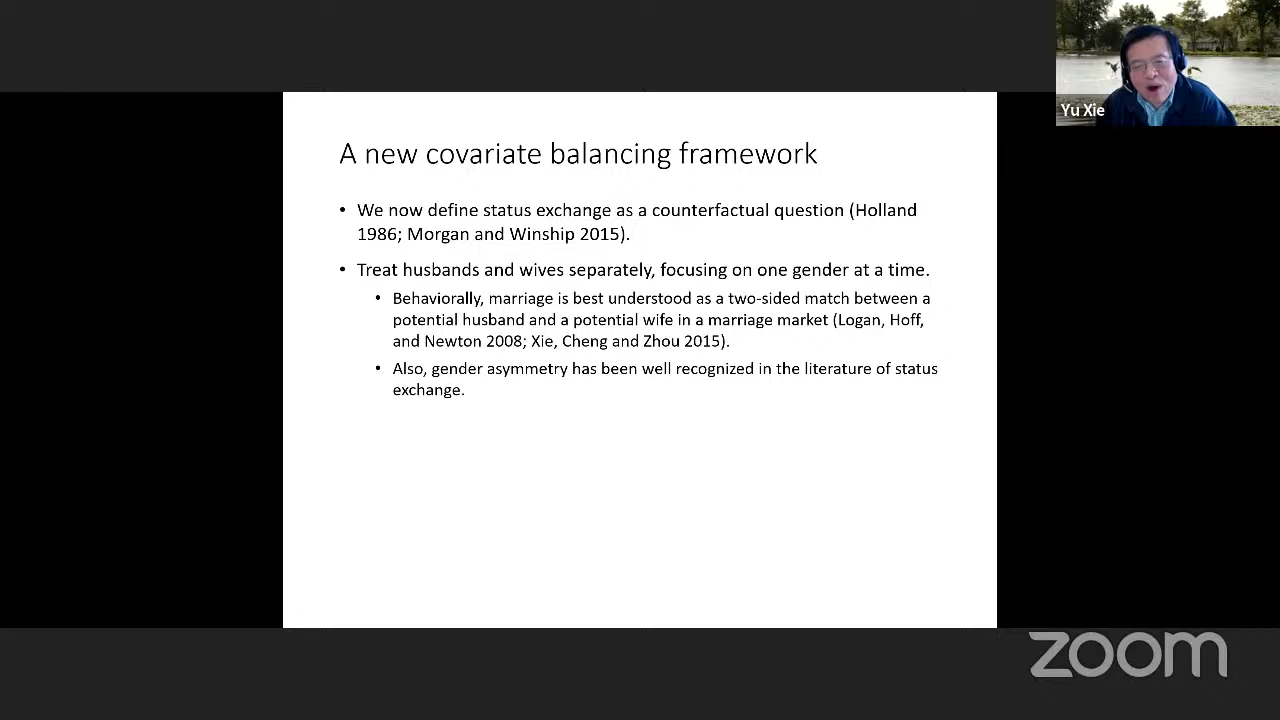 Yu Xie
A new covariate balancing framework
• We now define status exchange as a counterfactual question (Holland
1986; Morgan and Winship 2015).
• Treat husbands and wives separately, focusing on one gender at a time.
• Behaviorally, marriage is best understood as a two-sided match between a
potential husband and a potential wife in a marriage market (Logan, Hoff,
and Newton 2008; Xie, Cheng and Zhou 2015).
• Also, gender asymmetry has been well recognized in the literature of status
exchange.
zoom